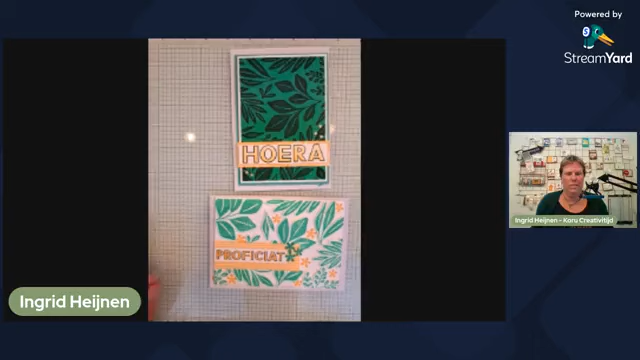 Powered by
StreamYard
HOERA
PROFICIAT
Ingrid Heijnen - Koru Creativitijd
Ingrid Heijnen